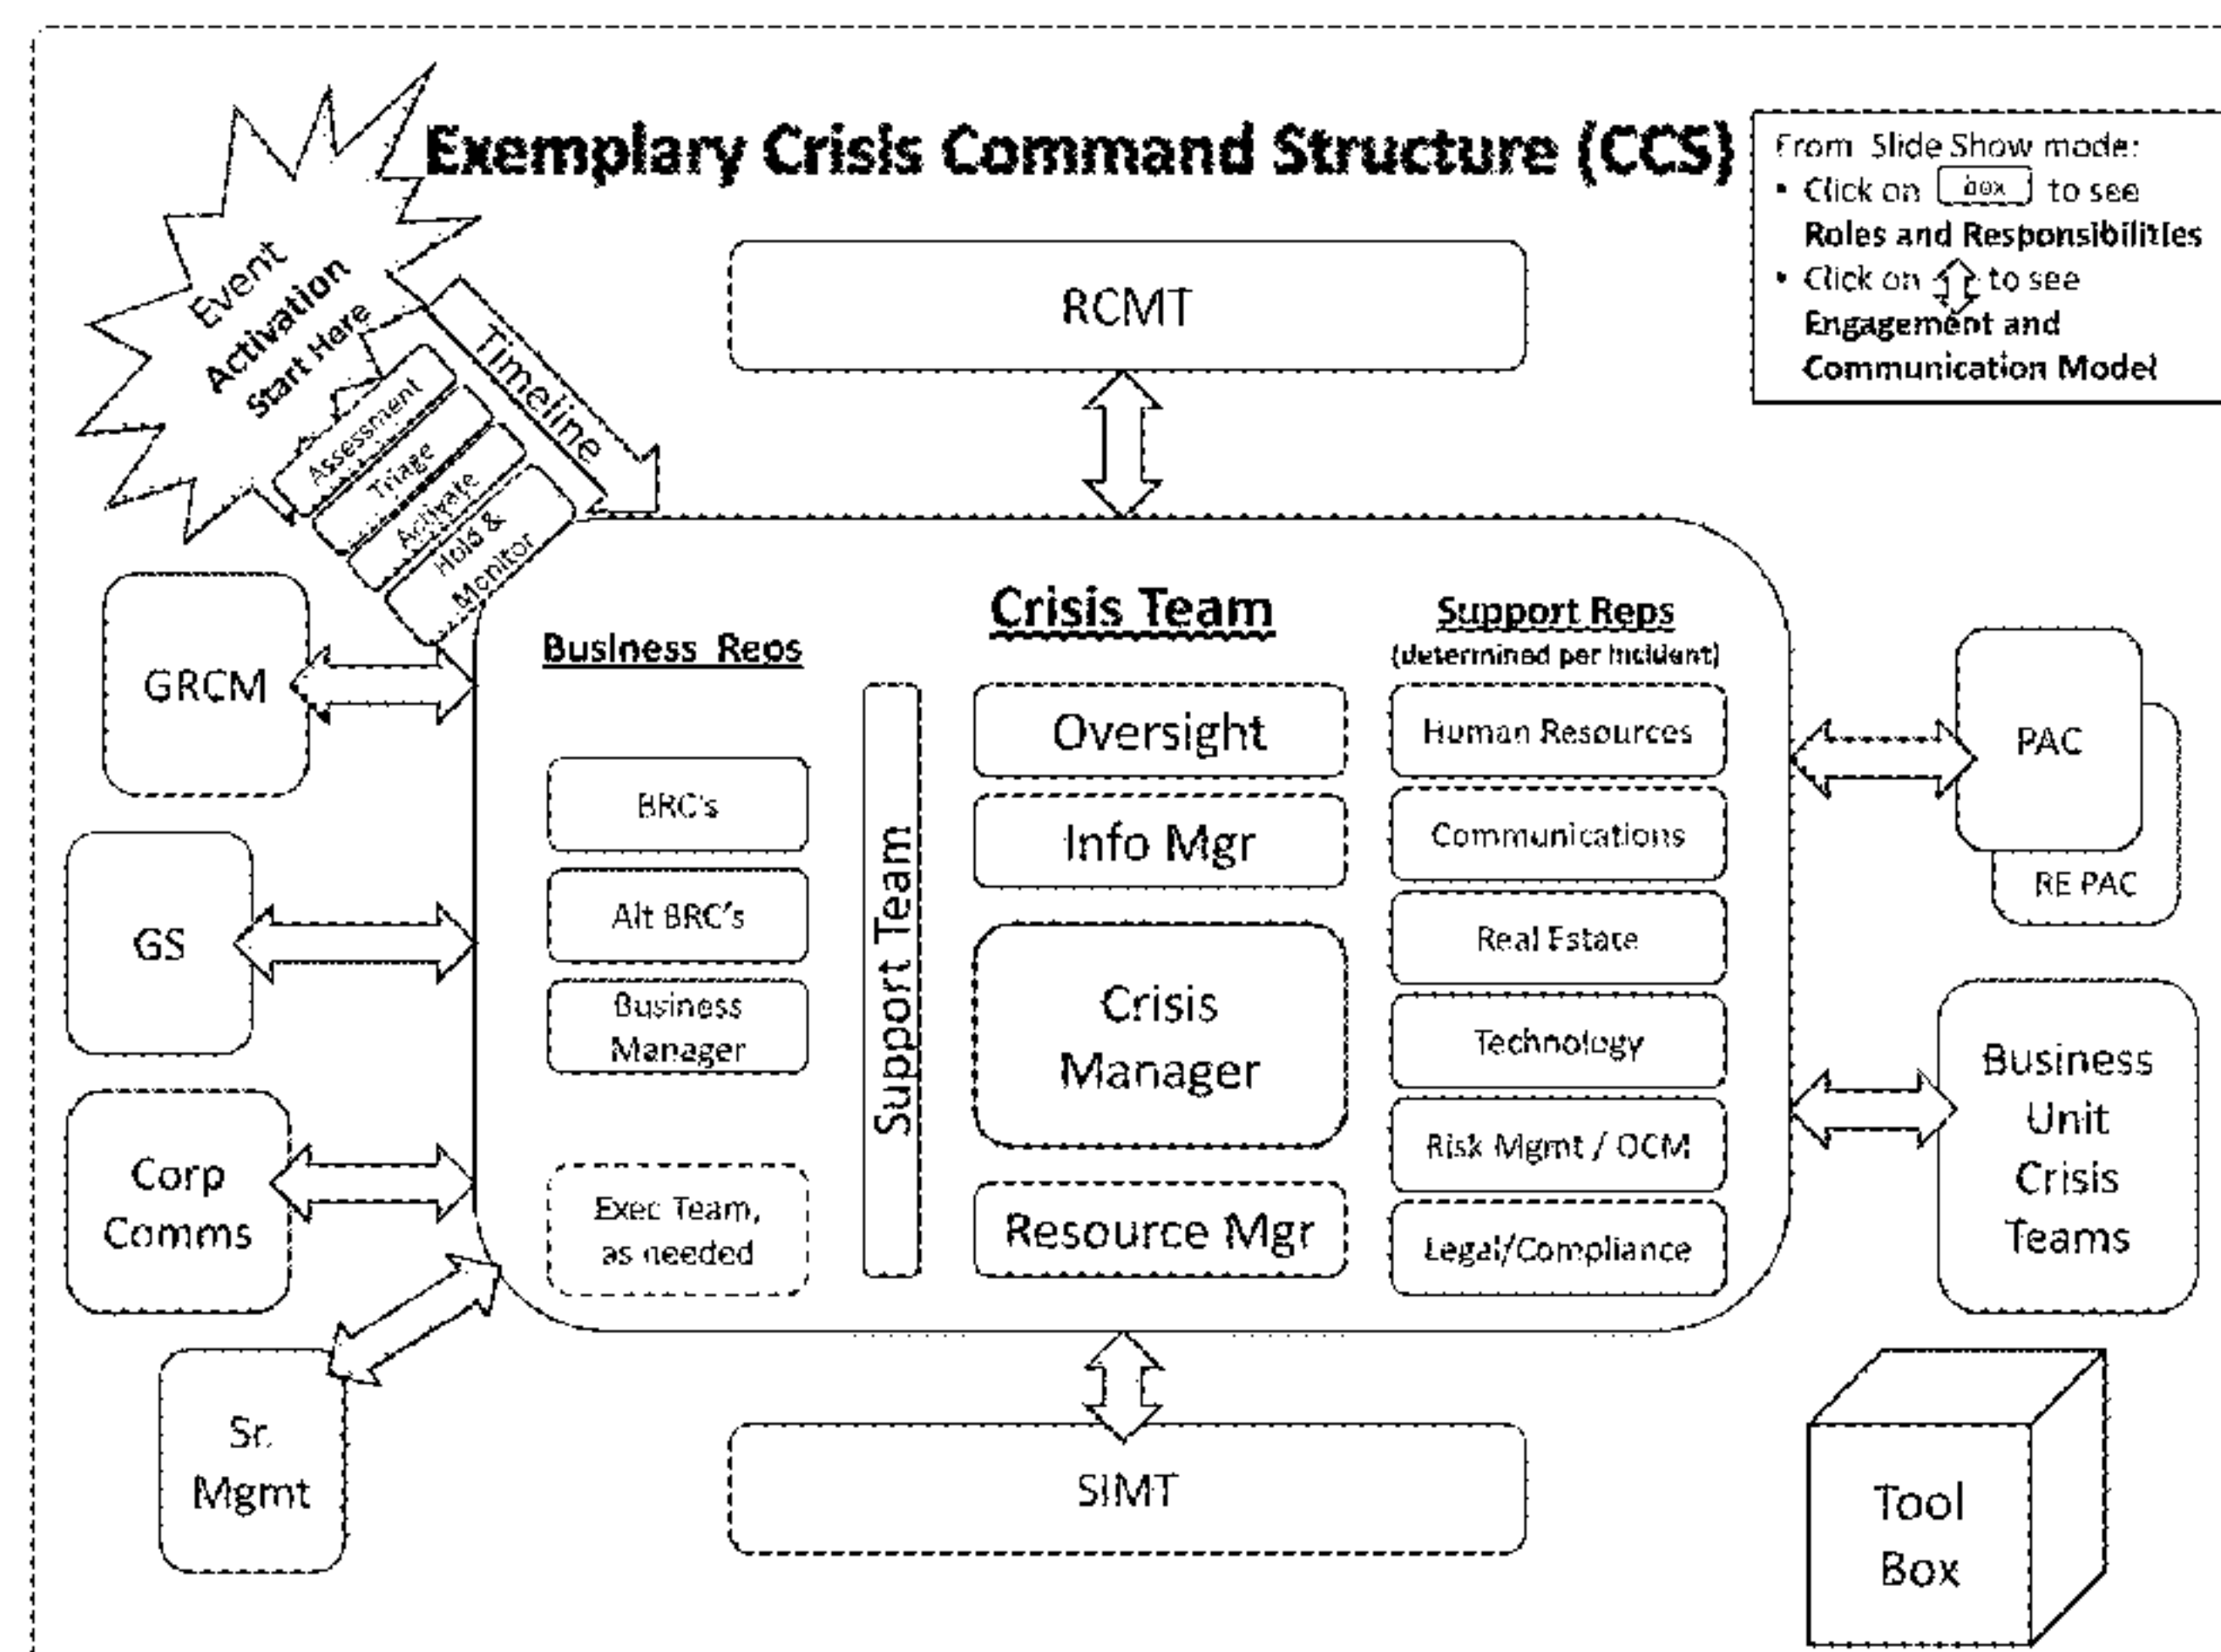 Exemplary Crisis Command Structure (CCS)
From Slide Show mode:
• Click on box to see
Roles and Responsibilities
• Click on to see
Engagement and
Communication Model
Event
Activation
Start Here
Timeline
Assessment
Triage
Activate
Hold &
Monitor
RCMT
GRCM
GS
Corp
Comms
Sr.
Mgmt
Crisis Team
Business Reps
BRC's
Alt BRC's
Business
Manager
Exec Team,
as needed
Support Team
Oversight
Info Mgr
Crisis
Manager
Resource Mgr
Support Reps
(determined per incident)
Human Resources
Communications
Real Estate
Technology
Risk Mgmt / OCM
Legal/Compliance
PAC
RE PAC
Business
Unit
Crisis
Teams
SIMT
Tool
Box